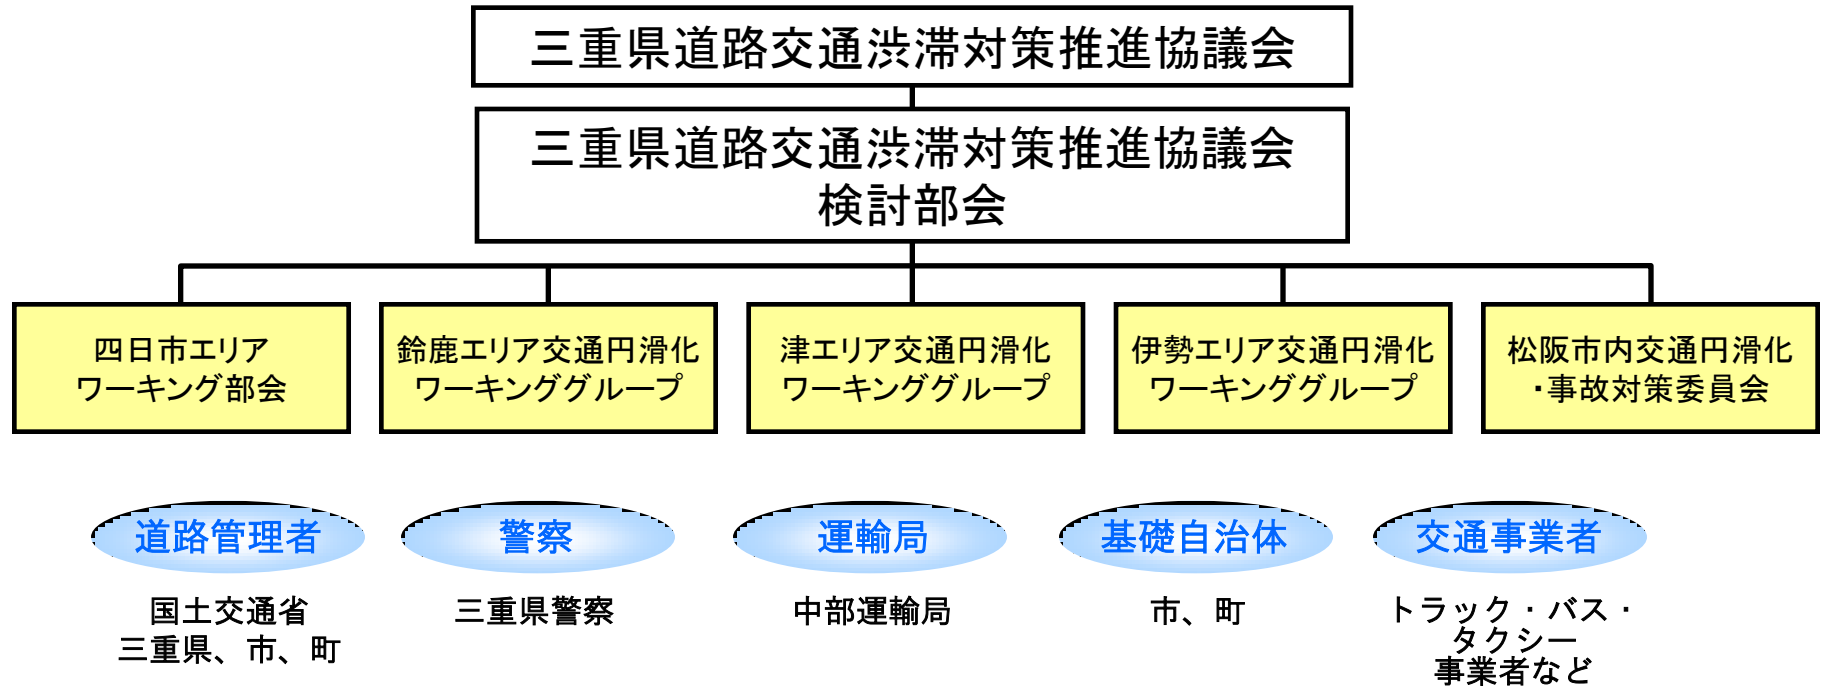 三重県道路交通渋滞対策推進協議会
三重県道路交通渋滞対策推進協議会
検討部会
四日市エリア
ワーキング部会
鈴鹿エリア交通円滑化
ワーキンググループ
津エリア交通円滑化
ワーキンググループ
伊勢エリア交通円滑化
ワーキンググループ
松阪市内交通円滑化
・事故対策委員会
道路管理者
国土交通省
三重県、市、町
警察
三重県警察
運輸局
中部運輸局
基礎自治体
市、町
交通事業者
トラック・バス・
タクシー
事業者など